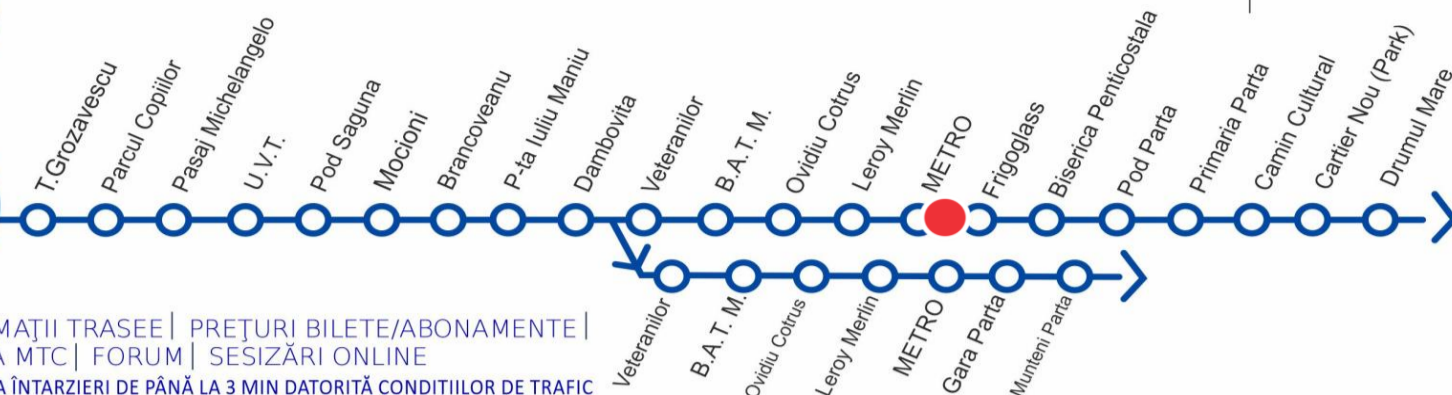 T.Grozavescu
Parcul Copiilor
Pasaj Michelangelo
U.V.T.
Pod Saguna
Mocioni
Brancoveanu
P-ta Iuliu Maniu
Dambovita
Veteranilor
B.A.T. M.
Ovidiu Cotrus
Leroy Merlin
METRO
Frigoglass
Biserica Penticostala
Pod Parta
Primaria Parta
Camin Cultural
Cartier Nou (Park)
Drumul Mare
Veteranilor
B.A.T. M.
Ovidiu Cotrus
Leroy Merlin
METRO
Gara Parta
Munteni Parta
MAŢII TRASEE| PREŢURI BILETE/ABONAMENTE|
A MTC| FORUM| SESIZĂRI ONLINE
A ÎNTARZIERI DE PÂNĂ LA 3 MIN DATORITĂ CONDITIILOR DE TRAFIC